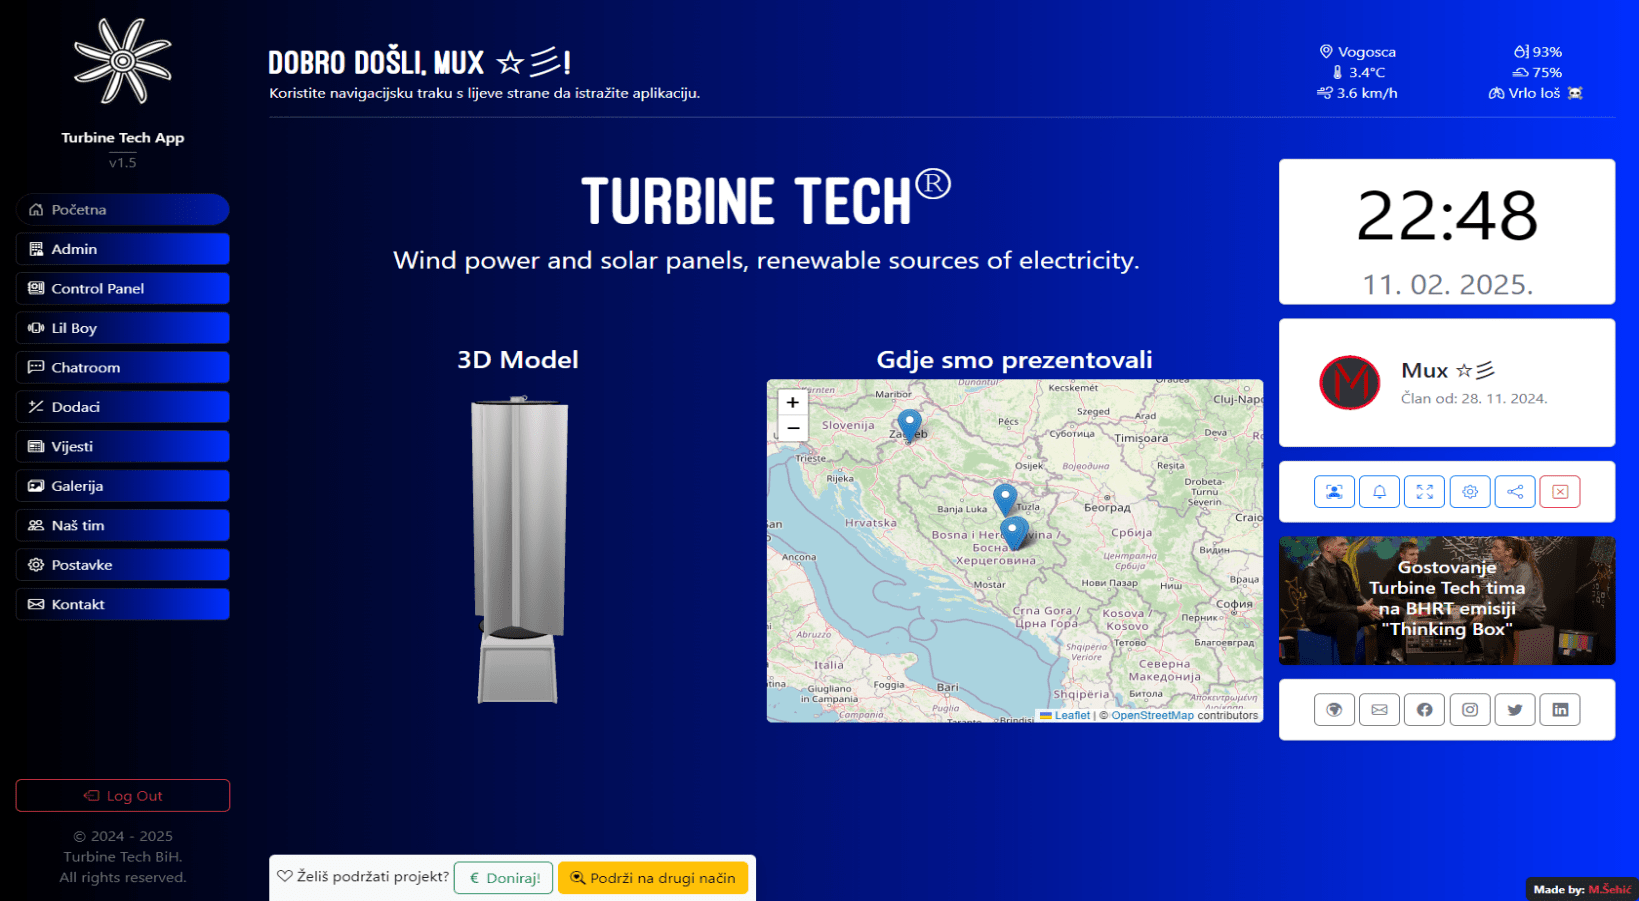 Turbine Tech App
v1.5
Početna
Admin
Control Panel
Lil Boy
Chatroom
Dodaci
Vijesti
Galerija
Naš tim
Postavke
Kontakt
Log Out
© 2024 - 2025
Turbine Tech BiH.
All rights reserved.
DOBRO DOŠLI, MUX ☆彡!
Koristite navigacijsku traku s lijeve strane da istražite aplikaciju.
Vogosca
3.4°C
3.6 km/h
93%
75%
Vrlo loš ☠️
TURBINE TECH®
Wind power and solar panels, renewable sources of electricity.
3D Model
Gdje smo prezentovali
+
−
Maribor
Kecskemét
Cluj-Napo
Slovenija
Pécs
Szeged
Arad
Deva
Zagreb
Суботица
Timișoara
Trieste
Rijeka
Osijek
Војводина
Reșița
Drobeta-
Turnu
Severin
Banja Luka
Tuzla
Београд
Craio
Hrvatska
Bosna i Hercegovina /
Босна
Херцеговина
Србија
Ancona
Централна
Србија
Видин
Mostar
Нови Пазар
Ниш
Враца
Crna Gora /
Црна Гора
Kosova /
Kosovo
София
Перник
Abruzzo
Shqipëria
Veriore
Тетово
Благоевград
Italia
Северна
Македонија
Giugliano
in Campania
Foggia
Bari
Shqipëria
Битола
Campania
Puglia
Brindisi
Leaflet | © OpenStreetMap contributors
22:48
11. 02. 2025.
Mux ☆彡
Član od: 28. 11. 2024.
Gostovanje
Turbine Tech tima
na BHRT emisiji
"Thinking Box"
Želiš podržati projekt?
€ Doniraj!
Podrži na drugi način
Made by: M.Šehić